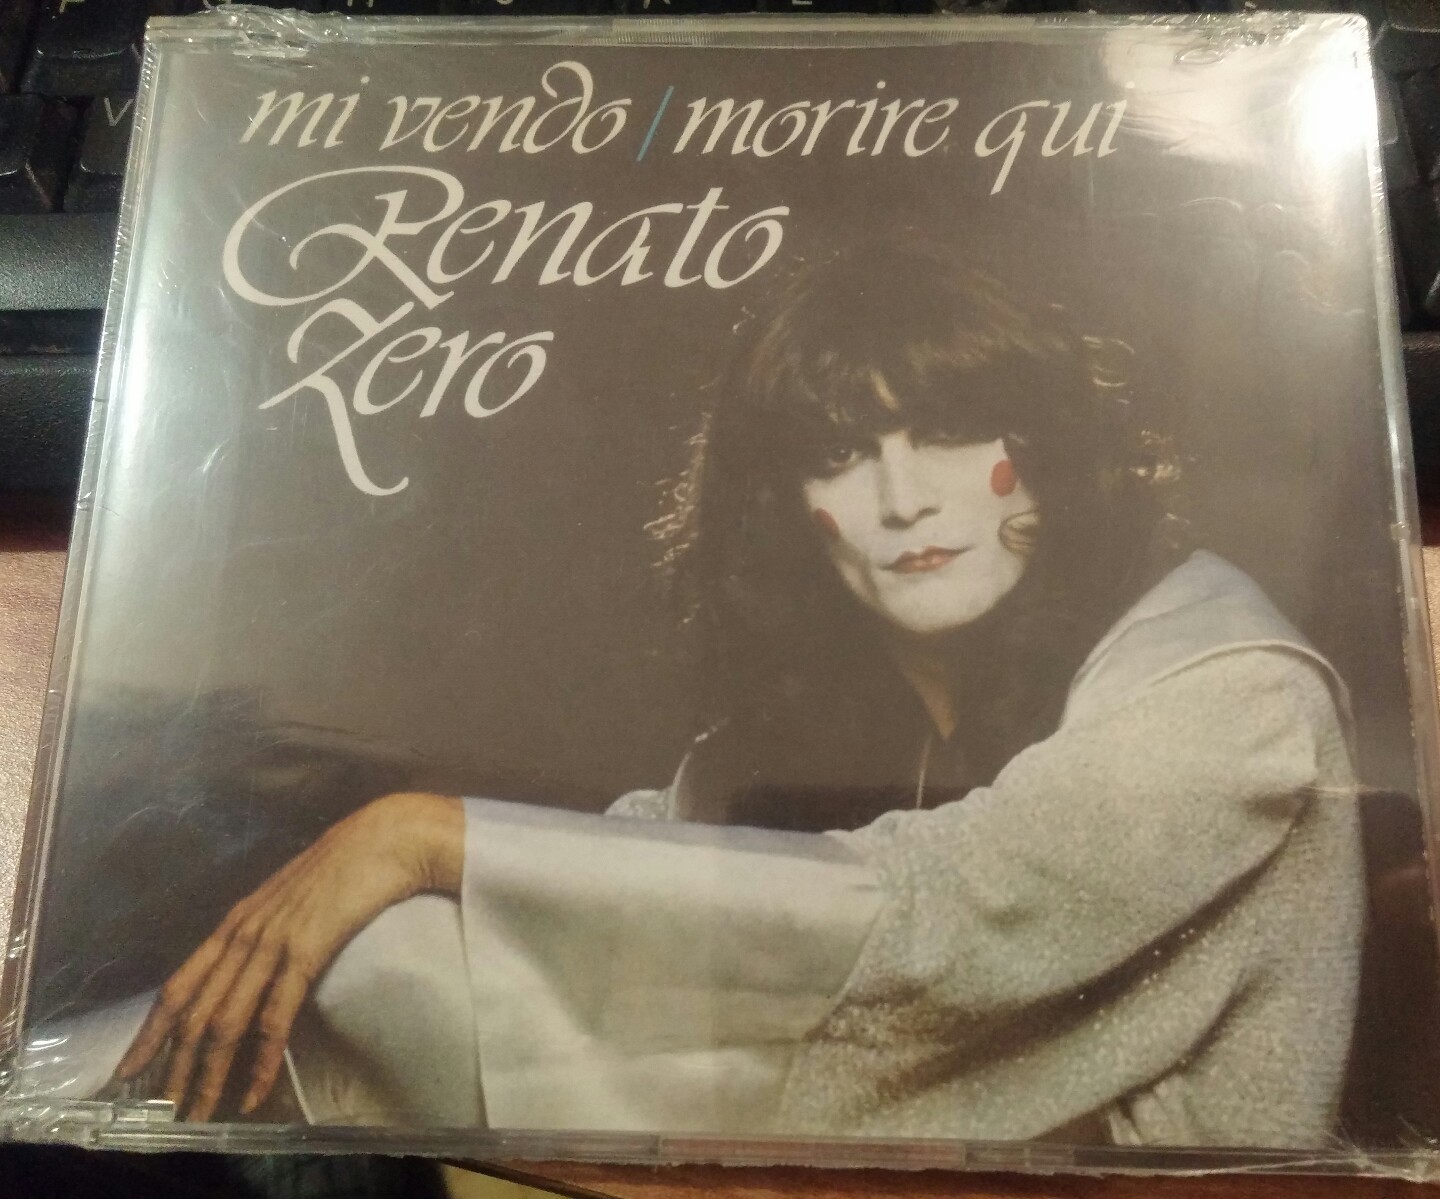 mi vendo / morire qui
Renato
Zero